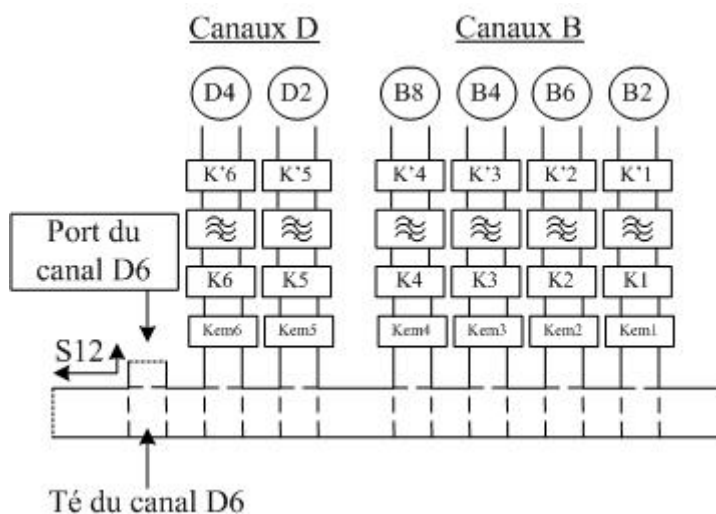 Canaux D Canaux B
D4 D2 B8 B4 B6 B2
K'6 K'5 K'4 K'3 K'2 K'1
Port du
canal D6
K6 K5 K4 K3 K2 K1
Kem6 Kem5 Kem4 Kem3 Kem2 Kem1
S12
Té du canal D6